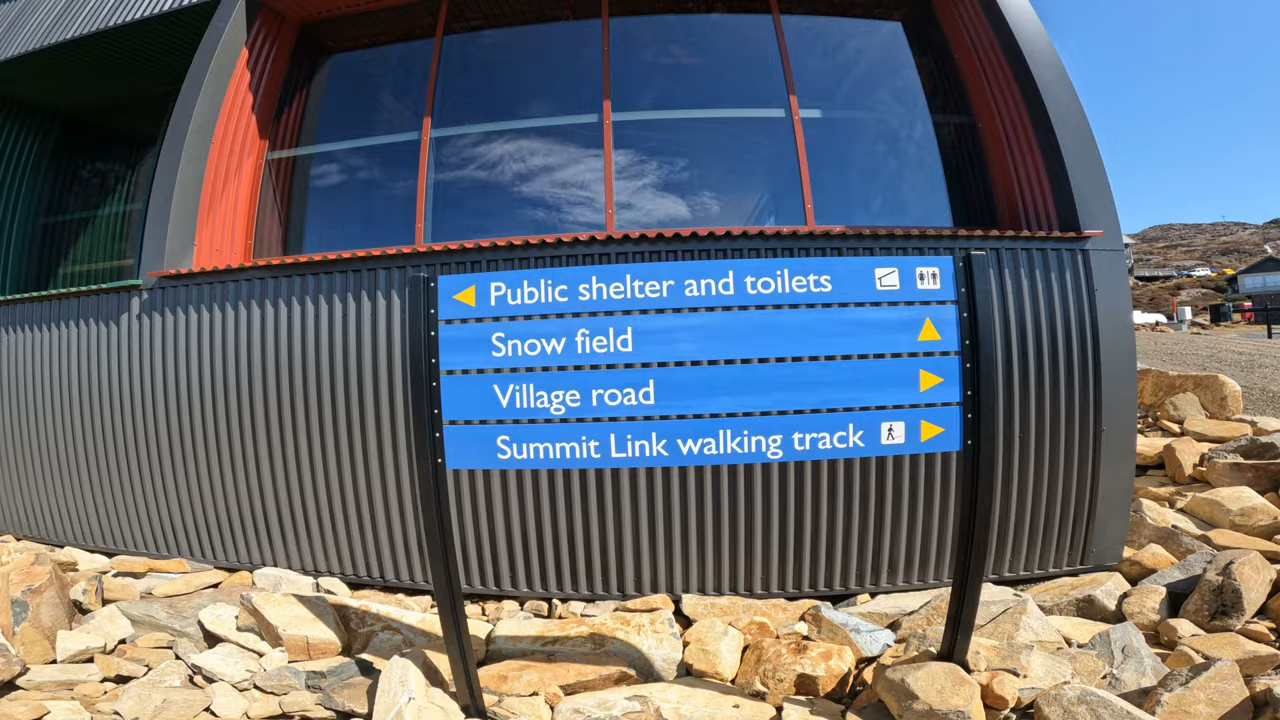 Public shelter and toilets
Snow field
Village road
Summit Link walking track